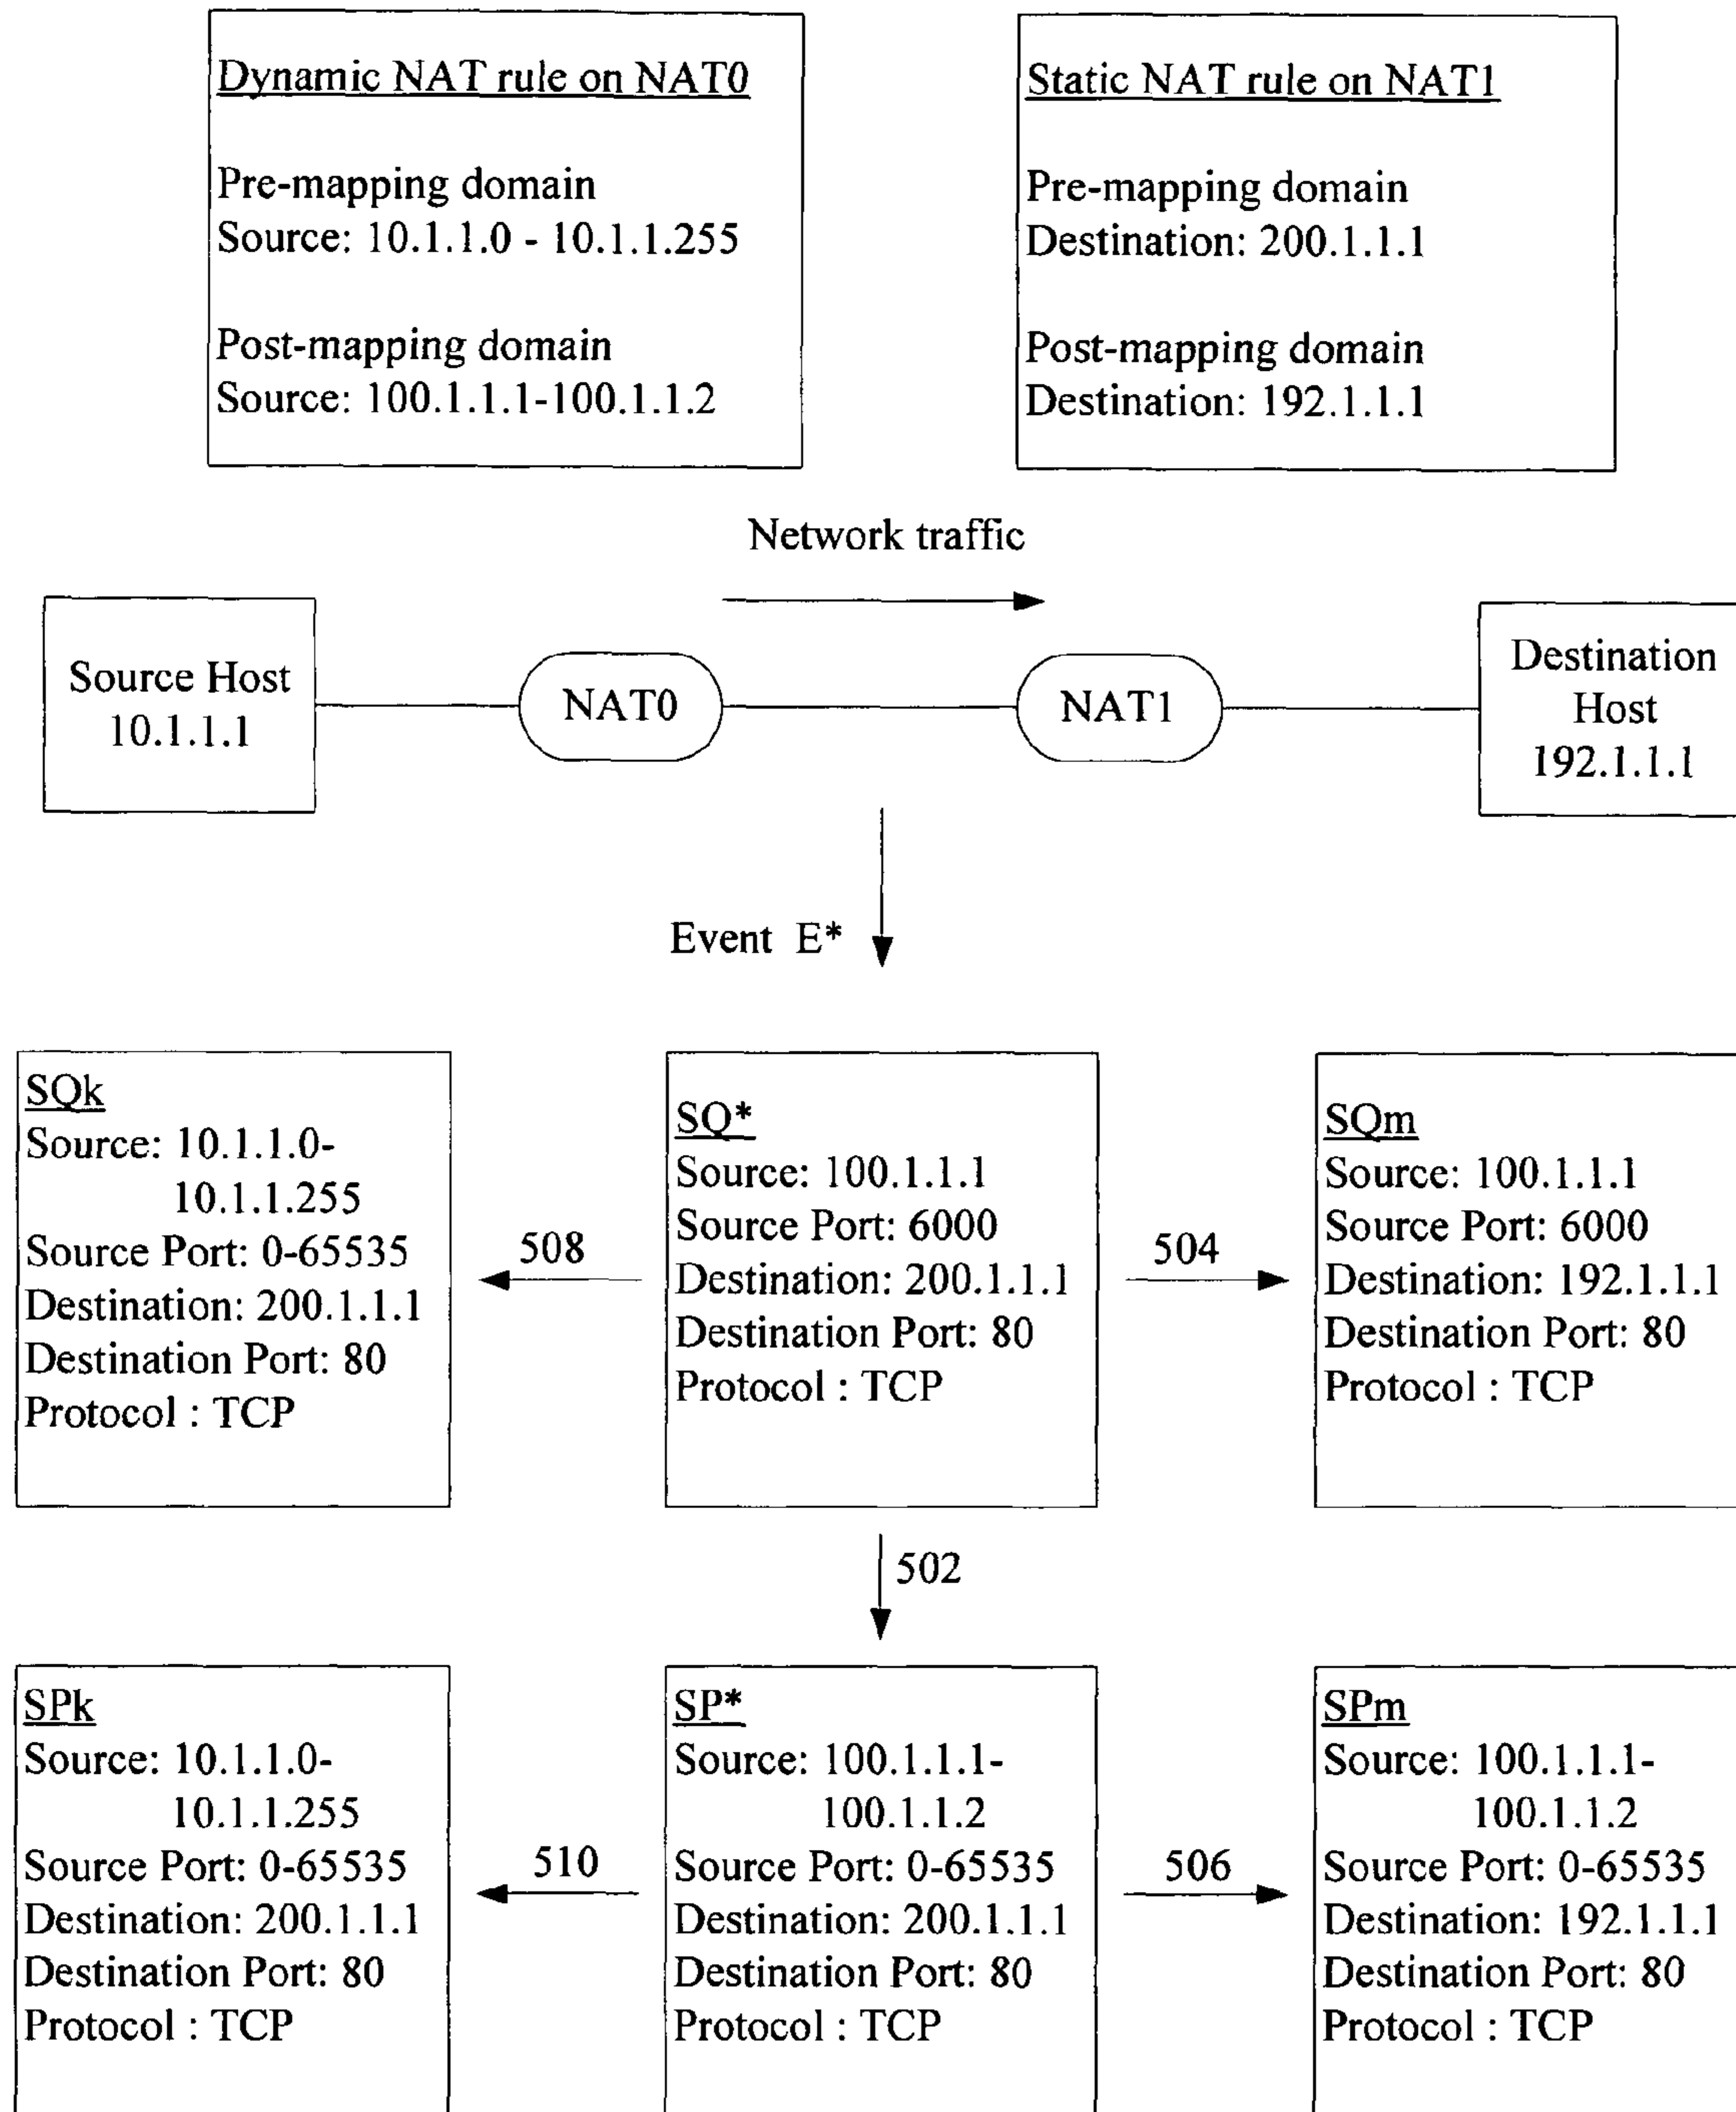 Dynamic NAT rule on NAT0
Pre-mapping domain
Source: 10.1.1.0 - 10.1.1.255
Post-mapping domain
Source: 100.1.1.1-100.1.1.2
Static NAT rule on NAT1
Pre-mapping domain
Destination: 200.1.1.1
Post-mapping domain
Destination: 192.1.1.1
Network traffic
Source Host
10.1.1.1
NAT0
NAT1
Destination
Host
192.1.1.1
Event E*
SQk
Source: 10.1.1.0-
10.1.1.255
Source Port: 0-65535
Destination: 200.1.1.1
Destination Port: 80
Protocol : TCP
508
SQ*
Source: 100.1.1.1
Source Port: 6000
Destination: 200.1.1.1
Destination Port: 80
Protocol : TCP
504
SQm
Source: 100.1.1.1
Source Port: 6000
Destination: 192.1.1.1
Destination Port: 80
Protocol : TCP
502
SPk
Source: 10.1.1.0-
10.1.1.255
Source Port: 0-65535
Destination: 200.1.1.1
Destination Port: 80
Protocol : TCP
510
SP*
Source: 100.1.1.1-
100.1.1.2
Source Port: 0-65535
Destination: 200.1.1.1
Destination Port: 80
Protocol : TCP
506
SPm
Source: 100.1.1.1-
100.1.1.2
Source Port: 0-65535
Destination: 192.1.1.1
Destination Port: 80
Protocol : TCP